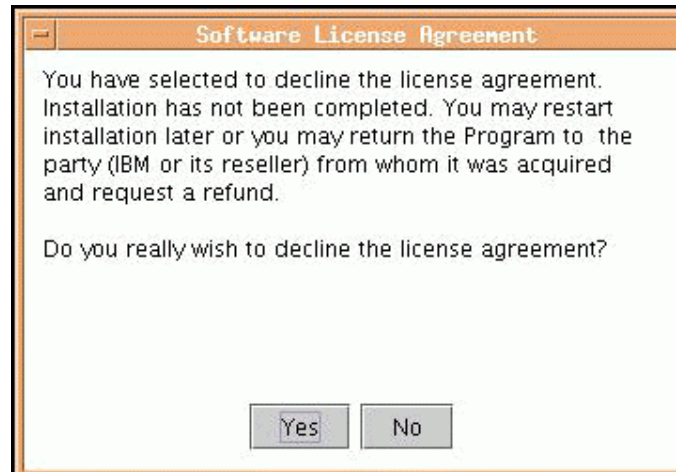 Software License Agreement
You have selected to decline the license agreement.
Installation has not been completed. You may restart
installation later or you may return the Program to the
party (IBM or its reseller) from whom it was acquired
and request a refund.
Do you really wish to decline the license agreement?
Yes No